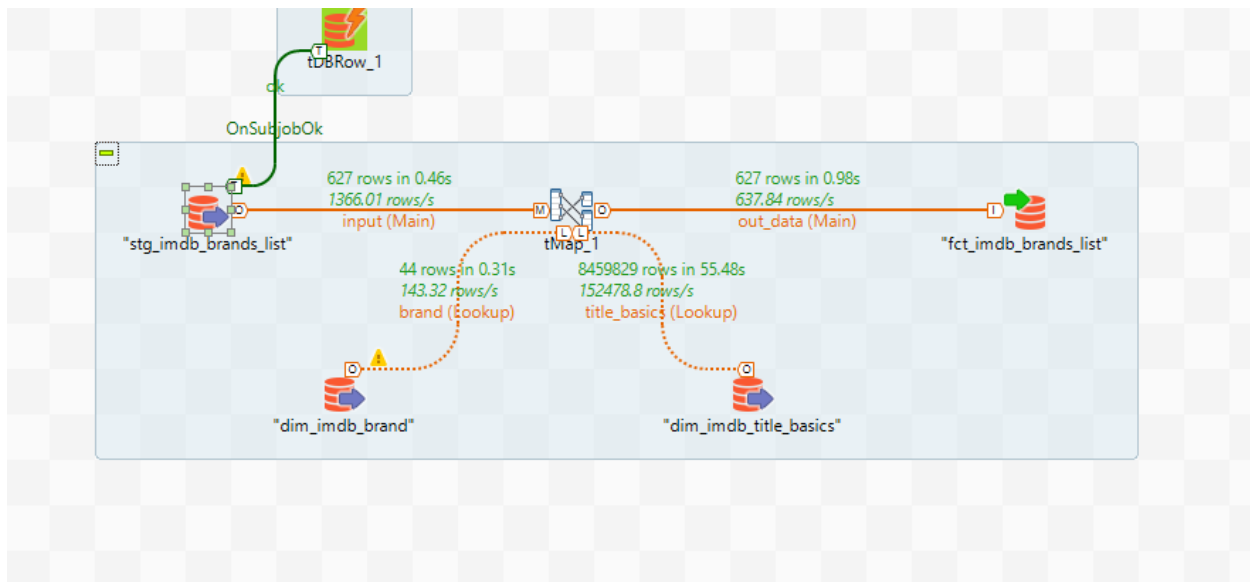 T
tDBRow_1
ok
OnSubjobOk
627 rows in 0.46s
1366.01 rows/s
input (Main)
627 rows in 0.98s
637.84 rows/s
out_data (Main)
T
O
M
O
I
"stg_imdb_brands_list"
L
L
tMap_1
"fct_imdb_brands_list"
44 rows in 0.31s
143.32 rows/s
brand (Lookup)
8459829 rows in 55.48s
152478.8 rows/s
title_basics (Lookup)
O
O
"dim_imdb_brand"
"dim_imdb_title_basics"